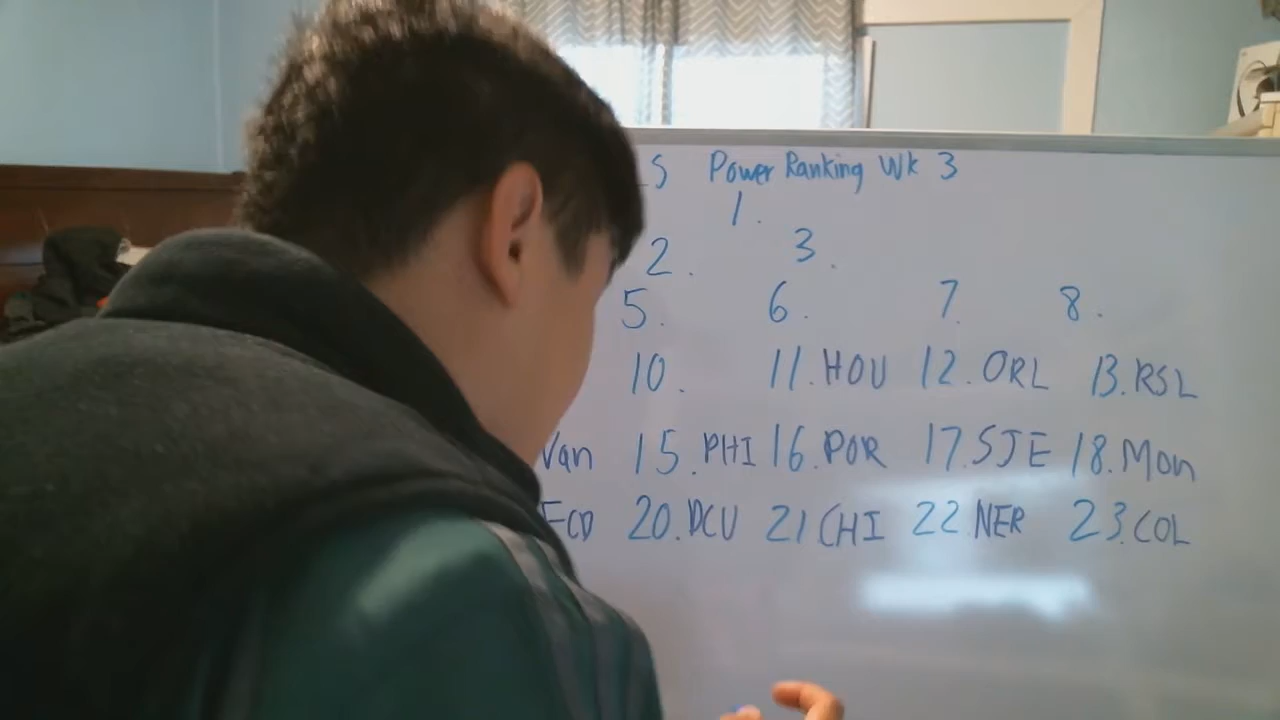 S Power Ranking Wk 3
1.
2. 3.
5. 6. 7. 8.
10. 11. HOU 12. ORL 13. RSL
Van 15. PHI 16. POR 17. SJE 18. Mon
FCD 20. DCU 21 CHI 22. NER 23. COL